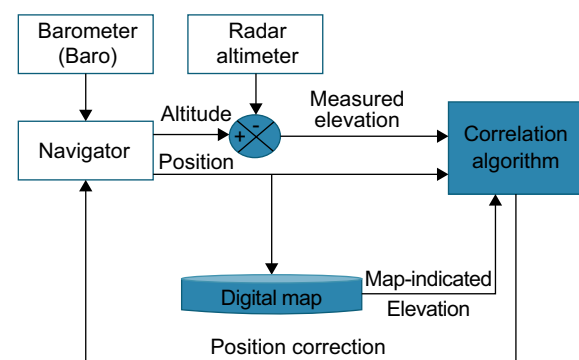 Barometer
(Baro)
Radar
altimeter
Altitude
+
-
Measured
elevation
Navigator
Position
Correlation
algorithm
Digital map
Map-indicated
Elevation
Position correction